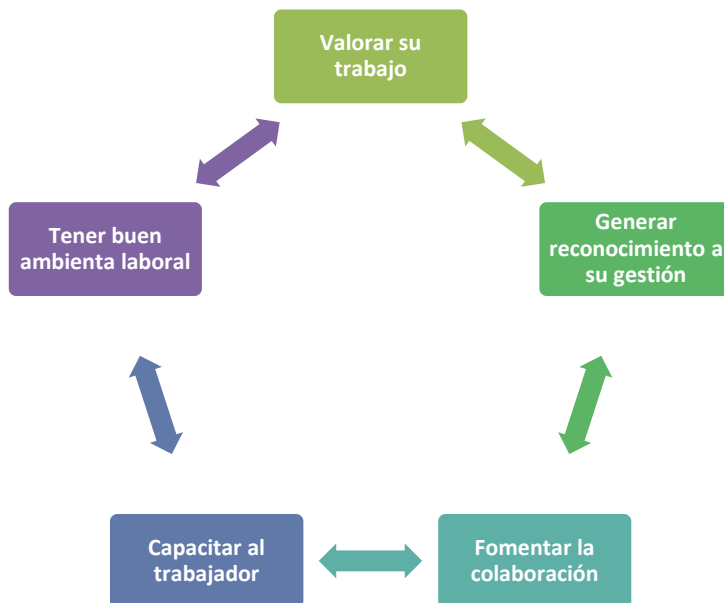 Valorar su
trabajo
Tener buen
ambienta laboral
Generar
reconocimiento a
su gestión
Capacitar al
trabajador
Fomentar la
colaboración